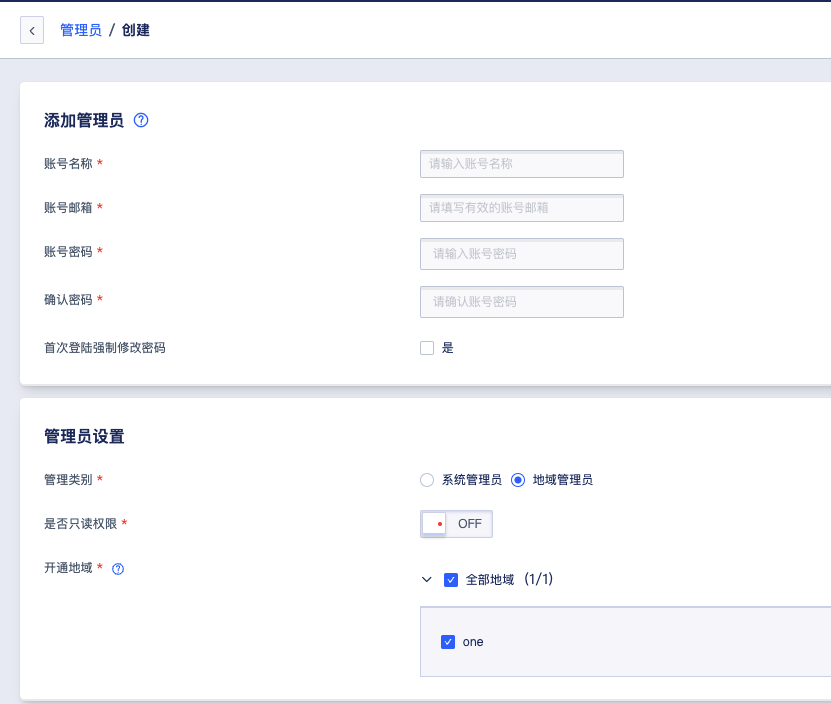 管理员 / 创建
添加管理员
账号名称 * 请输入账号名称
账号邮箱 * 请填写有效的账号邮箱
账号密码 * 请输入账号密码
确认密码 * 请确认账号密码
首次登陆强制修改密码 是
管理员设置
管理类别 * 系统管理员 地域管理员
是否只读权限 * OFF
开通地域 *
全部地域 (1/1)
one